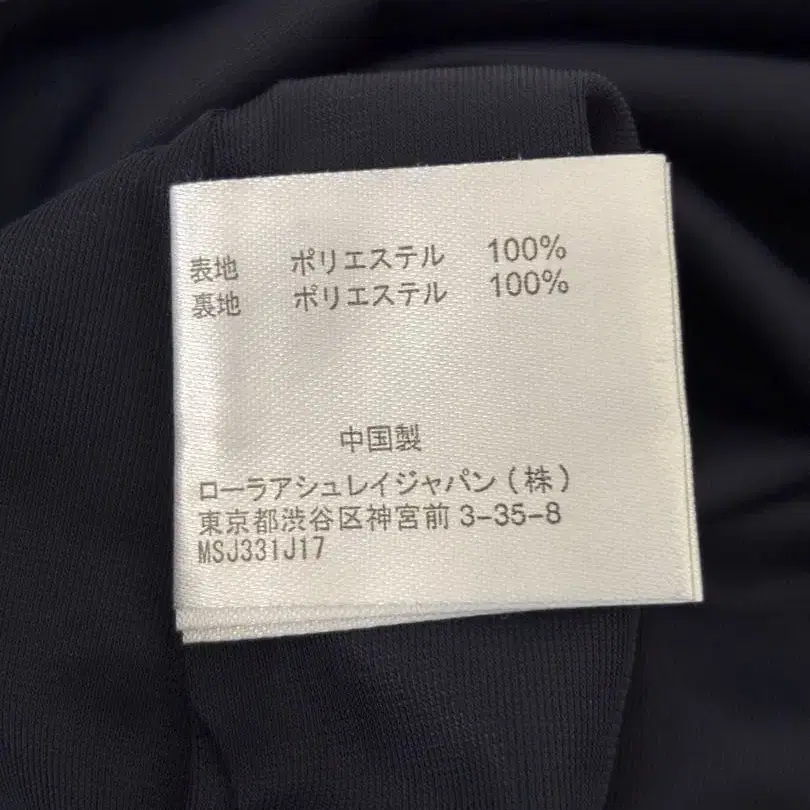 表地 ポリエステル 100%
裏地 ポリエステル 100%
中国製
ローラアシュレイジャパン(株)
東京都渋谷区神宮前3-35-8
MSJ331J17